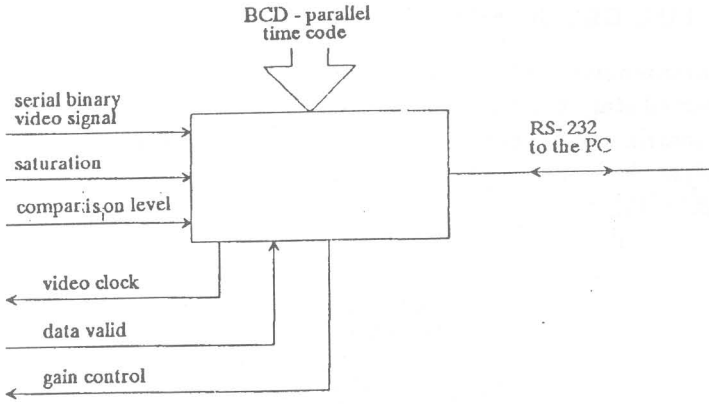 BCD - parallel
time code
serial binary
video signal
RS-232
to the PC
saturation
comparison level
video clock
data valid
gain control